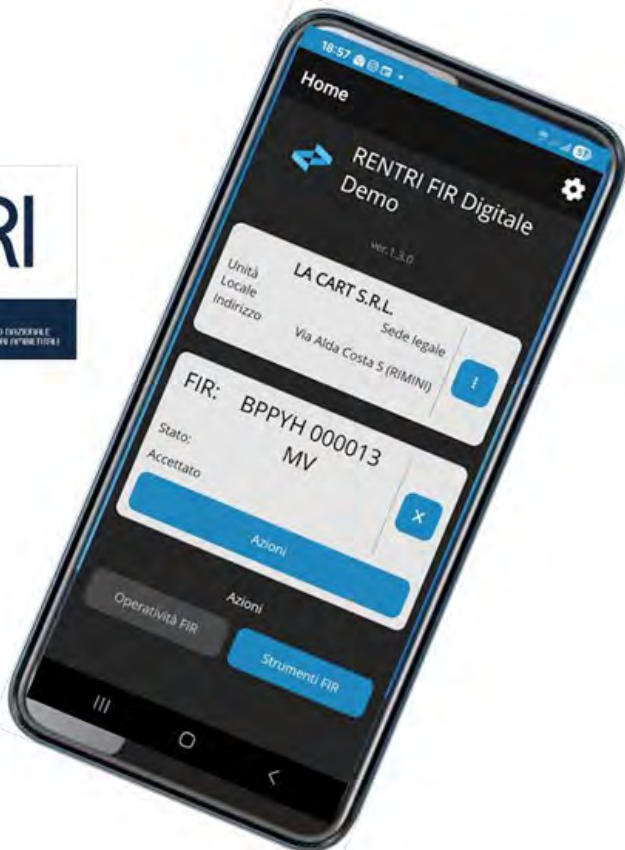 RI
18:57
57
Home
RENTRI FIR Digitale
Demo
ver.1.3.0
LA CART S.R.L.
Unità
Locale
Sede legale
Indirizzo
Via Alda Costa 5 (RIMINI)
FIR:
BPPYH 000013
MV
Stato:
Accettato
Azioni
Azioni
Operatività FIR
Strumenti FIR